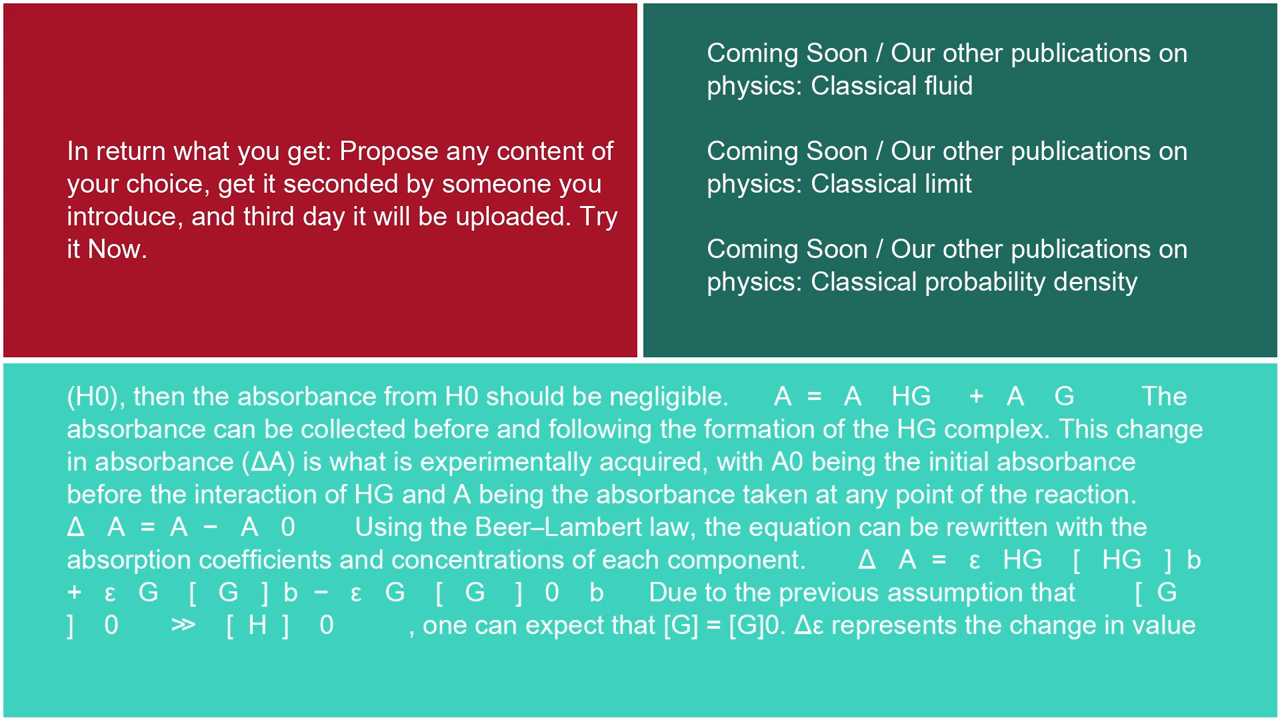 In return what you get: Propose any content of
your choice, get it seconded by someone you
introduce, and third day it will be uploaded. Try
it Now.
Coming Soon / Our other publications on
physics: Classical fluid
Coming Soon / Our other publications on
physics: Classical limit
Coming Soon / Our other publications on
physics: Classical probability density
(H0), then the absorbance from H0 should be negligible. A = A HG + A G The
absorbance can be collected before and following the formation of the HG complex. This change
in absorbance (ΔA) is what is experimentally acquired, with A0 being the initial absorbance
before the interaction of HG and A being the absorbance taken at any point of the reaction.
Δ A = A − A 0 Using the Beer–Lambert law, the equation can be rewritten with the
absorption coefficients and concentrations of each component. Δ A = ε HG [ HG ] b
+ ε G [ G ] b − ε G [ G ] 0 b Due to the previous assumption that [ G
] 0 ≫ [ H ] 0 , one can expect that [G] = [G]0. Δε represents the change in value